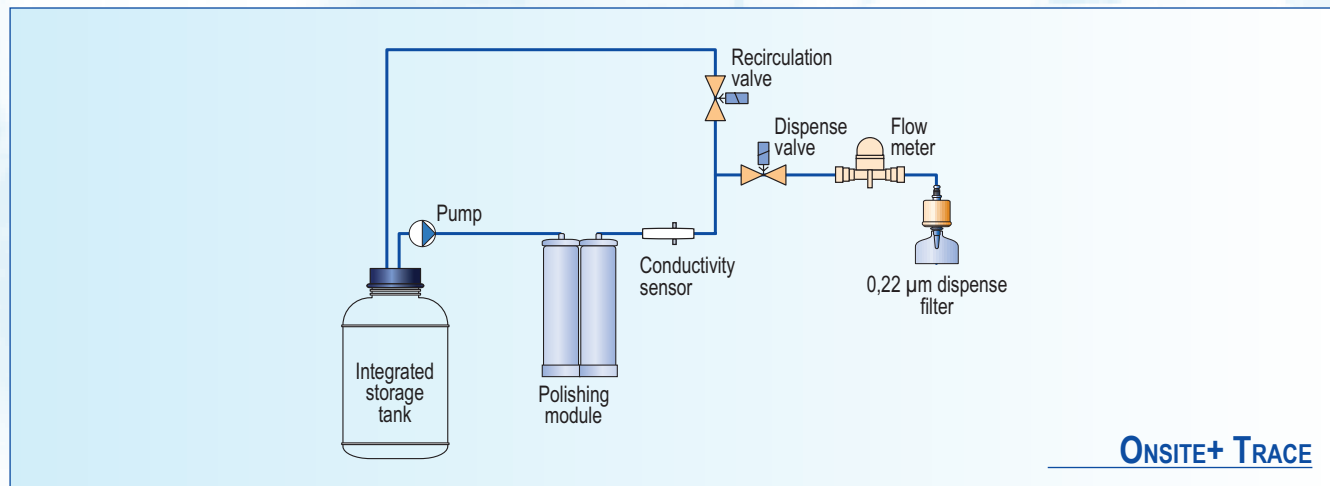 Recirculation
valve
Dispense
valve
Flow
meter
Pump
Conductivity
sensor
0,22 µm dispense
filter
Integrated
storage
tank
Polishing
module
ONSITE+ TRACE